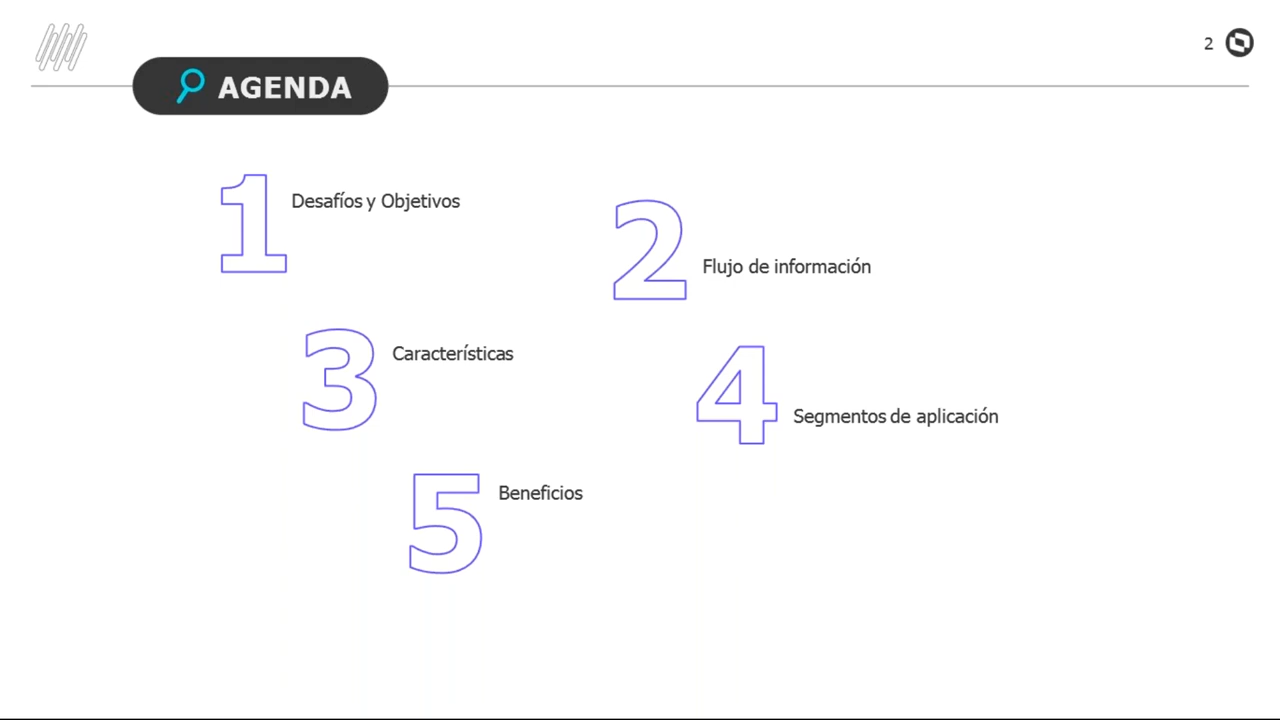 2
AGENDA
1
Desafíos y Objetivos
2
Flujo de información
3
Características
4
Segmentos de aplicación
5
Beneficios